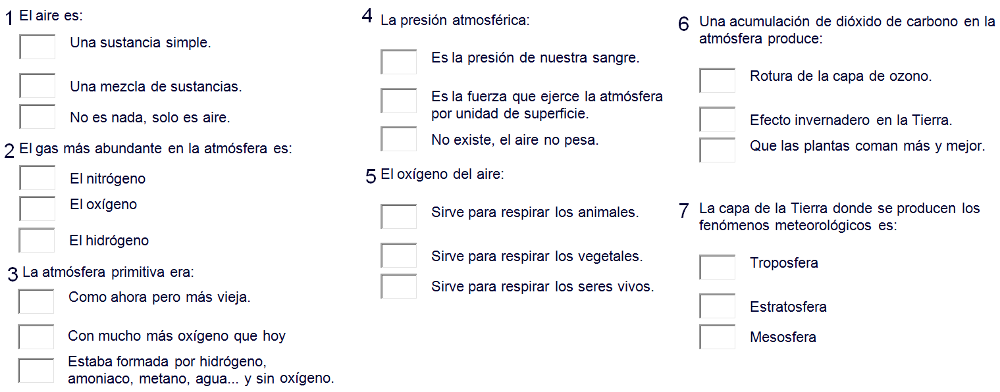 1 El aire es:
Una sustancia simple.
Una mezcla de sustancias.
No es nada, solo es aire.
2 El gas más abundante en la atmósfera es:
El nitrógeno
El oxígeno
El hidrógeno
3 La atmósfera primitiva era:
Como ahora pero más vieja.
Con mucho más oxígeno que hoy
Estaba formada por hidrógeno,
amoniaco, metano, agua... y sin oxígeno.
4 La presión atmosférica:
Es la presión de nuestra sangre.
Es la fuerza que ejerce la atmósfera
por unidad de superficie.
No existe, el aire no pesa.
5 El oxígeno del aire:
Sirve para respirar los animales.
Sirve para respirar los vegetales.
Sirve para respirar los seres vivos.
6 Una acumulación de dióxido de carbono en la
atmósfera produce:
Rotura de la capa de ozono.
Efecto invernadero en la Tierra.
Que las plantas coman más y mejor.
7 La capa de la Tierra donde se producen los
fenómenos meteorológicos es:
Troposfera
Estratosfera
Mesosfera